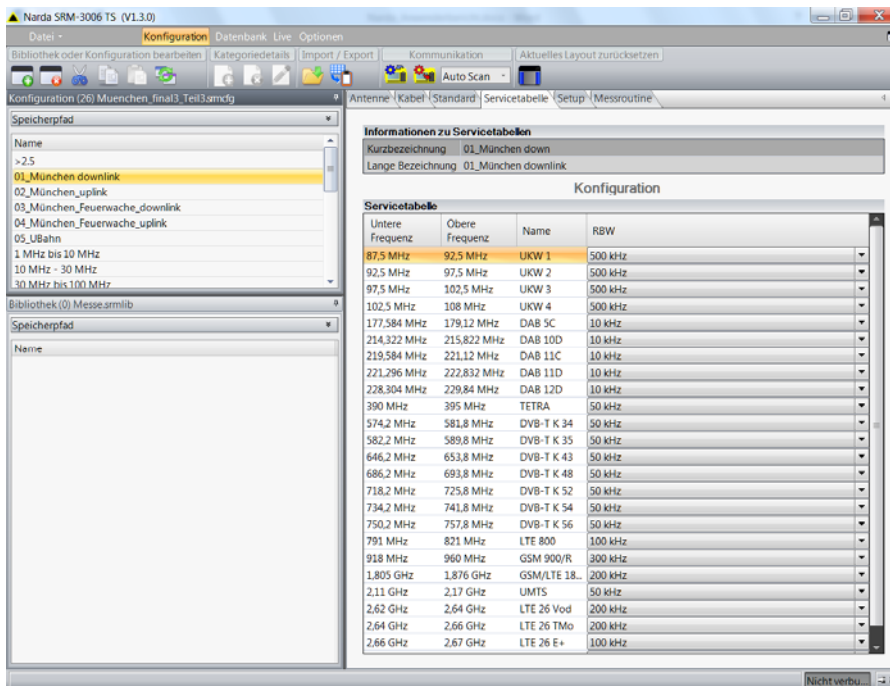 Narda SRM-3006 TS (V1.3.0)
Datei Konfiguration Datenbank Live Optionen
Bibliothek oder Konfiguration bearbeiten Kategoriedetails Import / Export Kommunikation Aktuelles Layout zurücksetzen
Auto Scan
Konfiguration (26) Muenchen_final3_Teil3.srmcfg
Speicherpfad
Name
>2.5
01_München downlink
02_München_uplink
03_München_Feuerwache_downlink
04_München_Feuerwache_uplink
05_UBahn
1 MHz bis 10 MHz
10 MHz - 30 MHz
30 MHz bis 100 MHz
Bibliothek (0) Messe.srmlib
Speicherpfad
Name
Antenne Kabel Standard Servicetabelle Setup Messroutine
Informationen zu Servicetabellen
Kurzbezeichnung 01_München down
Lange Bezeichnung 01_München downlink
Konfiguration
Servicetabelle
Untere Frequenz Obere Frequenz Name RBW
87,5 MHz 92,5 MHz UKW 1 500 kHz
92,5 MHz 97,5 MHz UKW 2 500 kHz
97,5 MHz 102,5 MHz UKW 3 500 kHz
102,5 MHz 108 MHz UKW 4 500 kHz
177,584 MHz 179,12 MHz DAB 5C 10 kHz
214,322 MHz 215,822 MHz DAB 10D 10 kHz
219,584 MHz 221,12 MHz DAB 11C 10 kHz
221,296 MHz 222,832 MHz DAB 11D 10 kHz
228,304 MHz 229,84 MHz DAB 12D 10 kHz
390 MHz 395 MHz TETRA 50 kHz
574,2 MHz 581,8 MHz DVB-T K 34 50 kHz
582,2 MHz 589,8 MHz DVB-T K 35 50 kHz
646,2 MHz 653,8 MHz DVB-T K 43 50 kHz
686,2 MHz 693,8 MHz DVB-T K 48 50 kHz
718,2 MHz 725,8 MHz DVB-T K 52 50 kHz
734,2 MHz 741,8 MHz DVB-T K 54 50 kHz
750,2 MHz 757,8 MHz DVB-T K 56 50 kHz
791 MHz 821 MHz LTE 800 100 kHz
918 MHz 960 MHz GSM 900/R 300 kHz
1,805 GHz 1,876 GHz GSM/LTE 18... 200 kHz
2,11 GHz 2,17 GHz UMTS 50 kHz
2,62 GHz 2,64 GHz LTE 26 Vod 200 kHz
2,64 GHz 2,66 GHz LTE 26 TMo 200 kHz
2,66 GHz 2,67 GHz LTE 26 E+ 100 kHz
Nicht verbu...